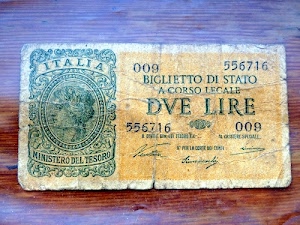 ITALIA
MINISTERO DEL TESORO
009 556716
BIGLIETTO DI STATO
A CORSO LEGALE
DVE LIRE
556716 009